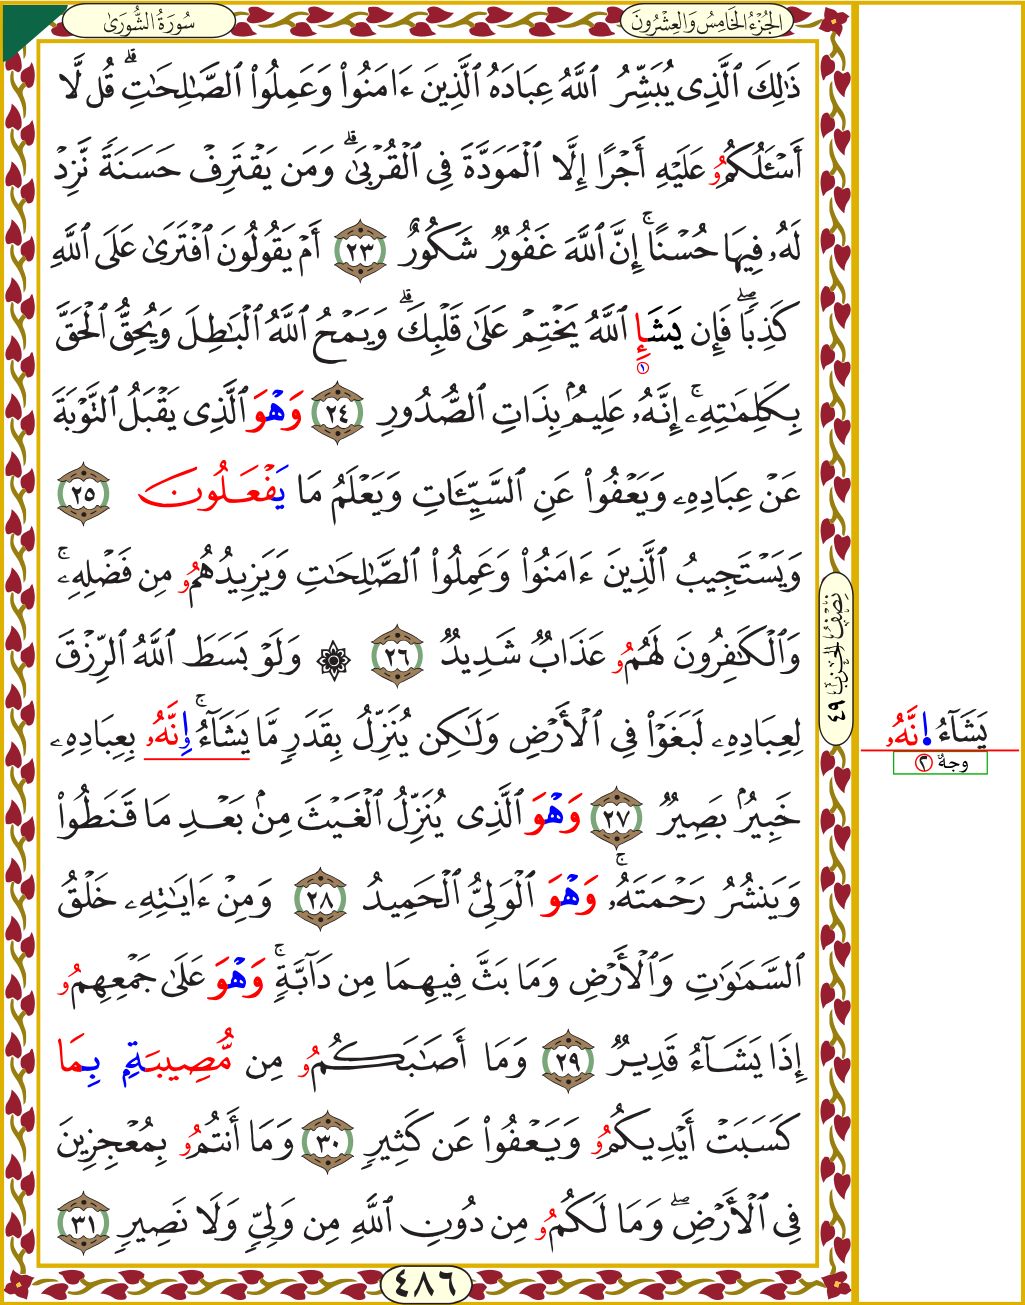 الجُزْءُ الخَامِسُ وَالعِشْرُونَ
سُورَةُ الشُّورَىٰ
ذَٰلِكَ ٱلَّذِى يُبَشِّرُ ٱللَّهُ عِبَادَهُ ٱلَّذِينَ ءَامَنُوا۟ وَعَمِلُوا۟ ٱلصَّـٰلِحَـٰتِ ۗ قُل لَّا
أَسْـَٔلُكُمُۥ عَلَيْهِ أَجْرًا إِلَّا ٱلْمَوَدَّةَ فِى ٱلْقُرْبَىٰ ۗ وَمَن يَقْتَرِفْ حَسَنَةً نَّزِدْ
لَهُۥ فِيهَا حُسْنًا ۚ إِنَّ ٱللَّهَ غَفُورٌ شَكُورٌ ٢٣ أَمْ يَقُولُونَ ٱفْتَرَىٰ عَلَى ٱللَّهِ
كَذِبًا ۖ فَإِن يَشَإِ ٱللَّهُ يَخْتِمْ عَلَىٰ قَلْبِكَ ۗ وَيَمْحُ ٱللَّهُ ٱلْبَـٰطِلَ وَيُحِقُّ ٱلْحَقَّ
١
بِكَلِمَـٰتِهِۦٓ ۚ إِنَّهُۥ عَلِيمٌۢ بِذَاتِ ٱلصُّدُورِ ٢٤ وَهْوَ ٱلَّذِى يَقْبَلُ ٱلتَّوْبَةَ
عَنْ عِبَادِهِۦ وَيَعْفُوا۟ عَنِ ٱلسَّيِّـَٔاتِ وَيَعْلَمُ مَا يَفْعَلُونَ ٢٥
وَيَسْتَجِيبُ ٱلَّذِينَ ءَامَنُوا۟ وَعَمِلُوا۟ ٱلصَّـٰلِحَـٰتِ وَيَزِيدُهُمُۥ مِن فَضْلِهِۦ ۚ
وَٱلْكَـٰفِرُونَ لَهُمُۥ عَذَابٌ شَدِيدٌ ٢٦ ۞ وَلَوْ بَسَطَ ٱللَّهُ ٱلرِّزْقَ
لِعِبَادِهِۦ لَبَغَوْا۟ فِى ٱلْأَرْضِ وَلَـٰكِن يُنَزِّلُ بِقَدَرٍ مَّا يَشَآءُ ۚ إِنَّهُۥ بِعِبَادِهِۦ
خَبِيرٌۢ بَصِيرٌ ٢٧ وَهْوَ ٱلَّذِى يُنَزِّلُ ٱلْغَيْثَ مِنۢ بَعْدِ مَا قَنَطُوا۟
وَيَنشُرُ رَحْمَتَهُۥ ۚ وَهْوَ ٱلْوَلِىُّ ٱلْحَمِيدُ ٢٨ وَمِنْ ءَايَـٰتِهِۦ خَلْقُ
ٱلسَّمَـٰوَٰتِ وَٱلْأَرْضِ وَمَا بَثَّ فِيهِمَا مِن دَآبَّةٍ ۚ وَهْوَ عَلَىٰ جَمْعِهِمُۥ
إِذَا يَشَآءُ قَدِيرٌ ٢٩ وَمَا أَصَـٰبَكُمُۥ مِن مُّصِيبَةٍۭ بِمَا
كَسَبَتْ أَيْدِيكُمُۥ وَيَعْفُوا۟ عَن كَثِيرٍ ٣٠ وَمَا أَنتُمُۥ بِمُعْجِزِينَ
فِى ٱلْأَرْضِ ۖ وَمَا لَكُمُۥ مِن دُونِ ٱللَّهِ مِن وَلِىٍّ وَلَا نَصِيرٍ ٣١
٤٨٦
نِصْفُ الحِزْبِ ٤٩
يَشَآءُ اِنَّهُۥ
وجهٌ ٢